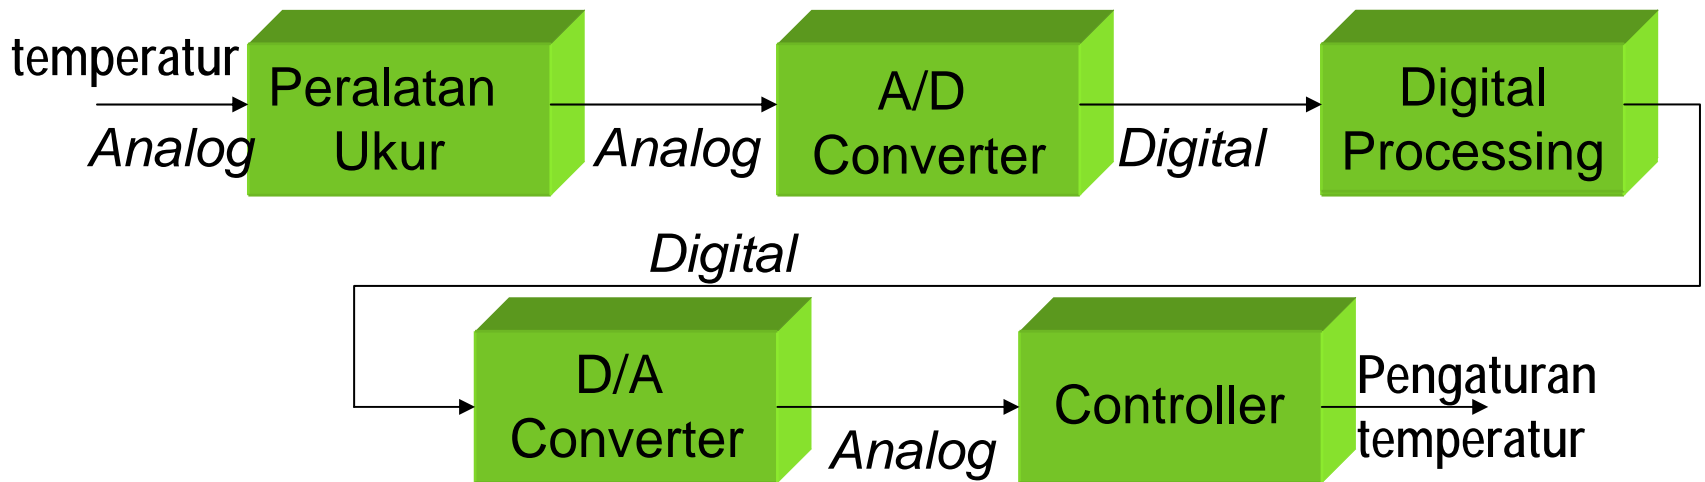 temperatur
Analog
Peralatan
Ukur
Analog
A/D
Converter
Digital
Digital
Processing
Digital
D/A
Converter
Analog
Controller
Pengaturan
temperatur